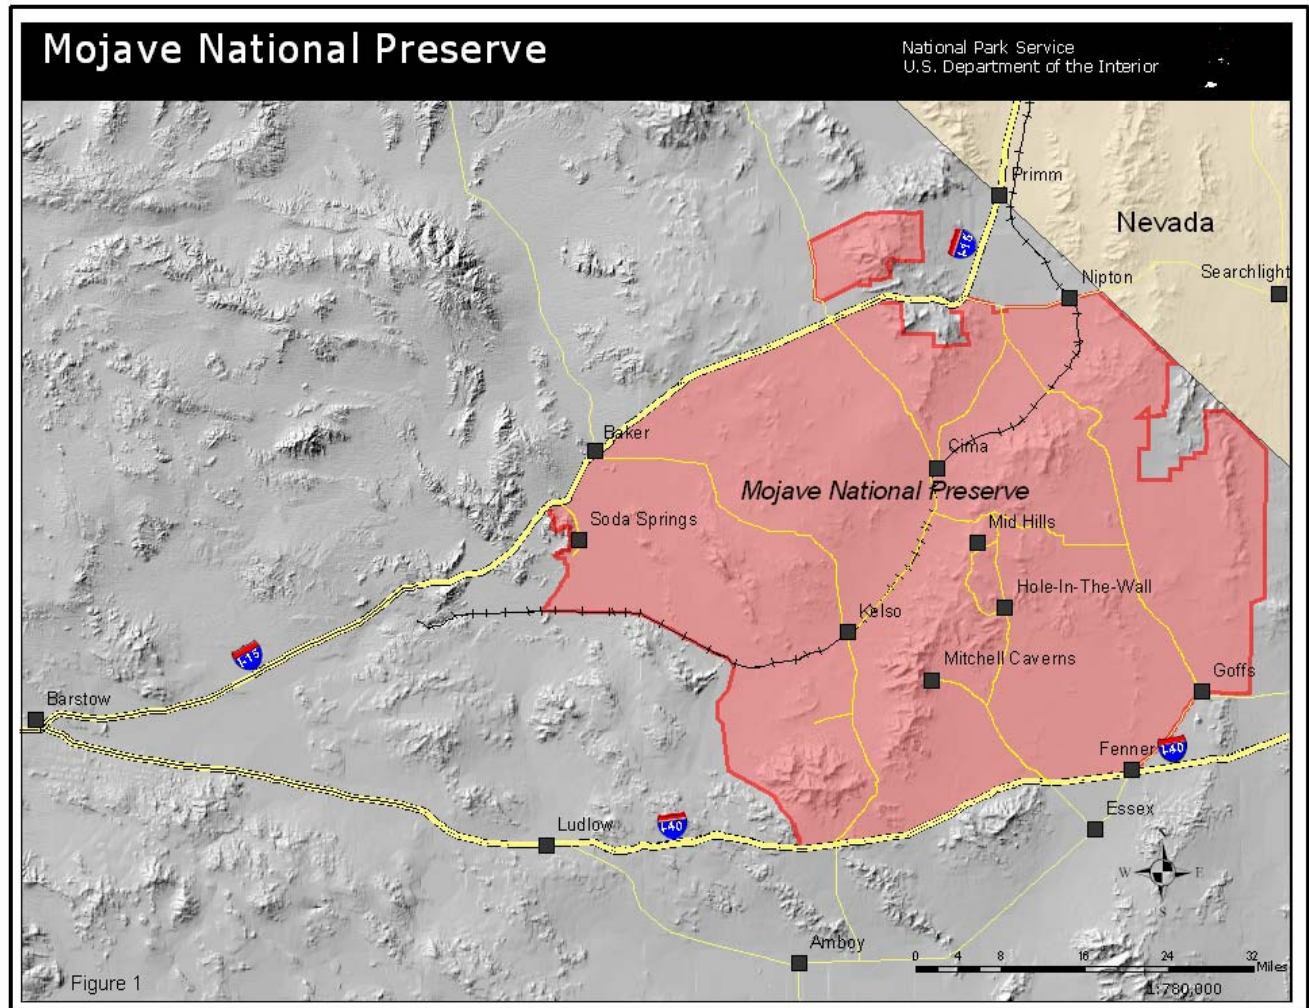 Mojave National Preserve
National Park Service
U.S. Department of the Interior
Primm
I-15
Nevada
Nipton
Searchlight
Baker
Cima
Mojave National Preserve
Soda Springs
Mid Hills
Hole-In-The-Wall
Kelso
Mitchell Caverns
I-15
Goffs
Barstow
Fenner
I-40
Essex
Ludlow
I-40
N
W E
S
Amboy
0 4 8 16 24 32
Miles
1:780,000
Figure 1